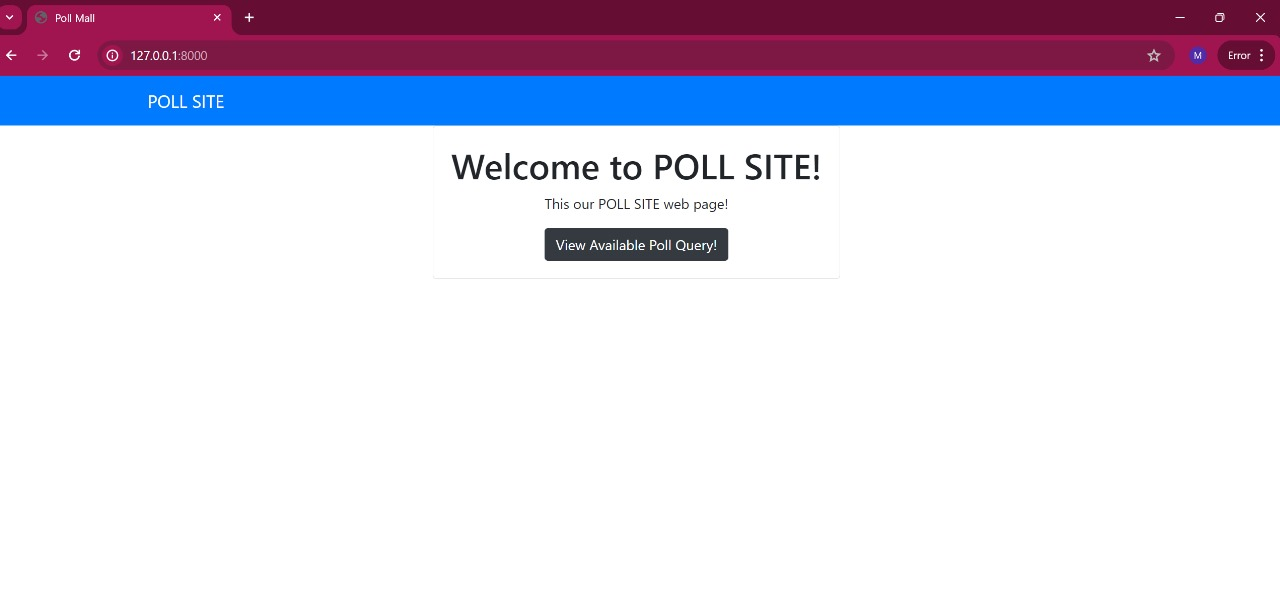 Poll Mall
127.0.0.1:8000
M
Error
POLL SITE
Welcome to POLL SITE!
This our POLL SITE web page!
View Available Poll Query!